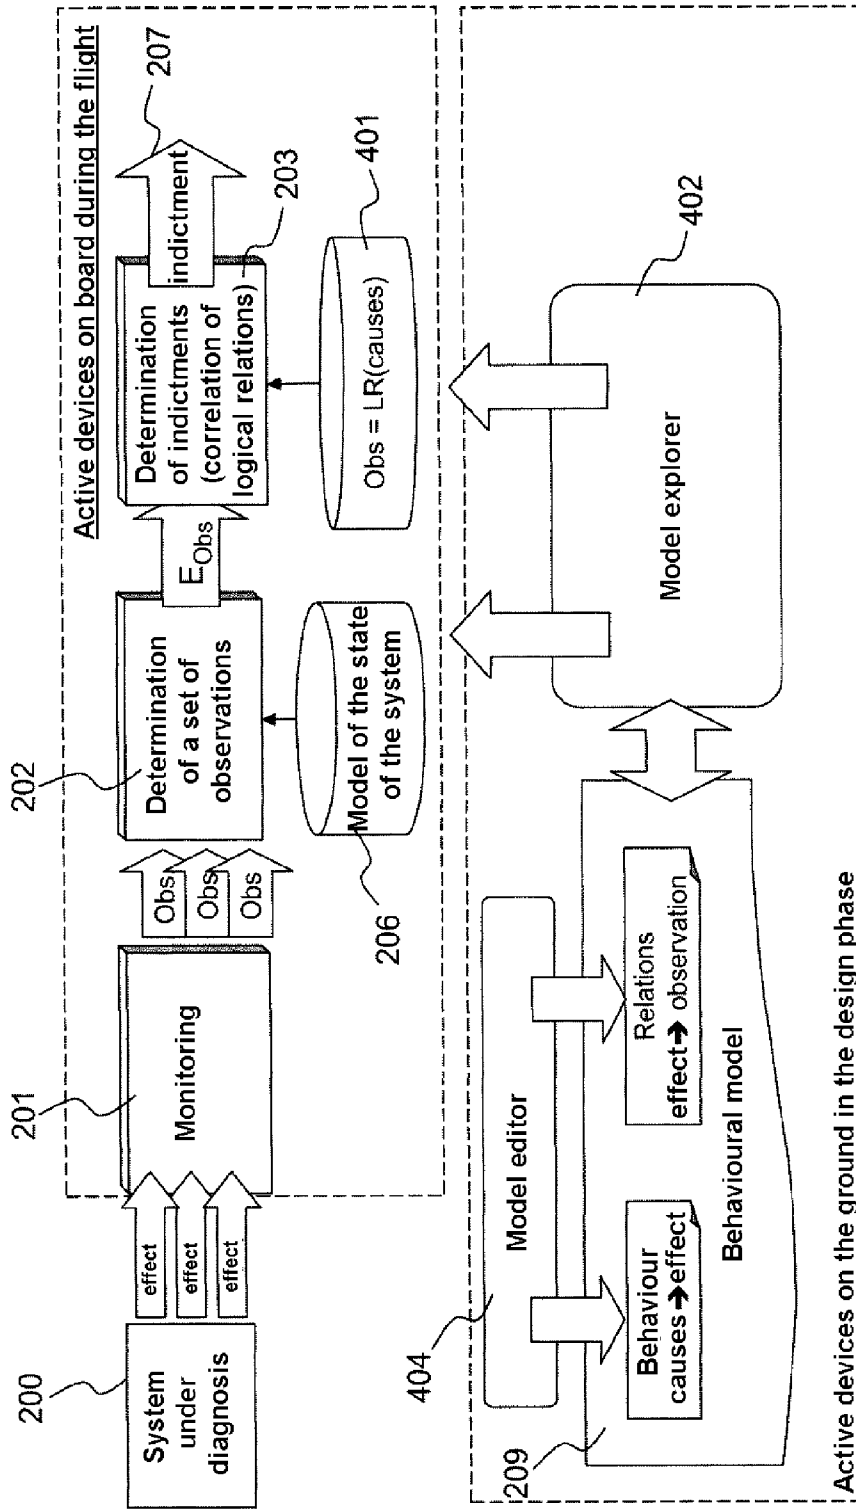 Active devices on board during the flight
200
System
under
diagnosis
effect
effect
effect
201
Monitoring
Obs
Obs
Obs
202
Determination
of a set of
observations
E_Obs
Determination
of indictments
(correlation of
logical relations)
203
indictment
207
206
Model of the state
of the system
Obs = LR(causes)
401
404
Model editor
209
Behaviour
causes➔effect
Relations
effect➔ observation
Behavioural model
Model explorer
402
Active devices on the ground in the design phase